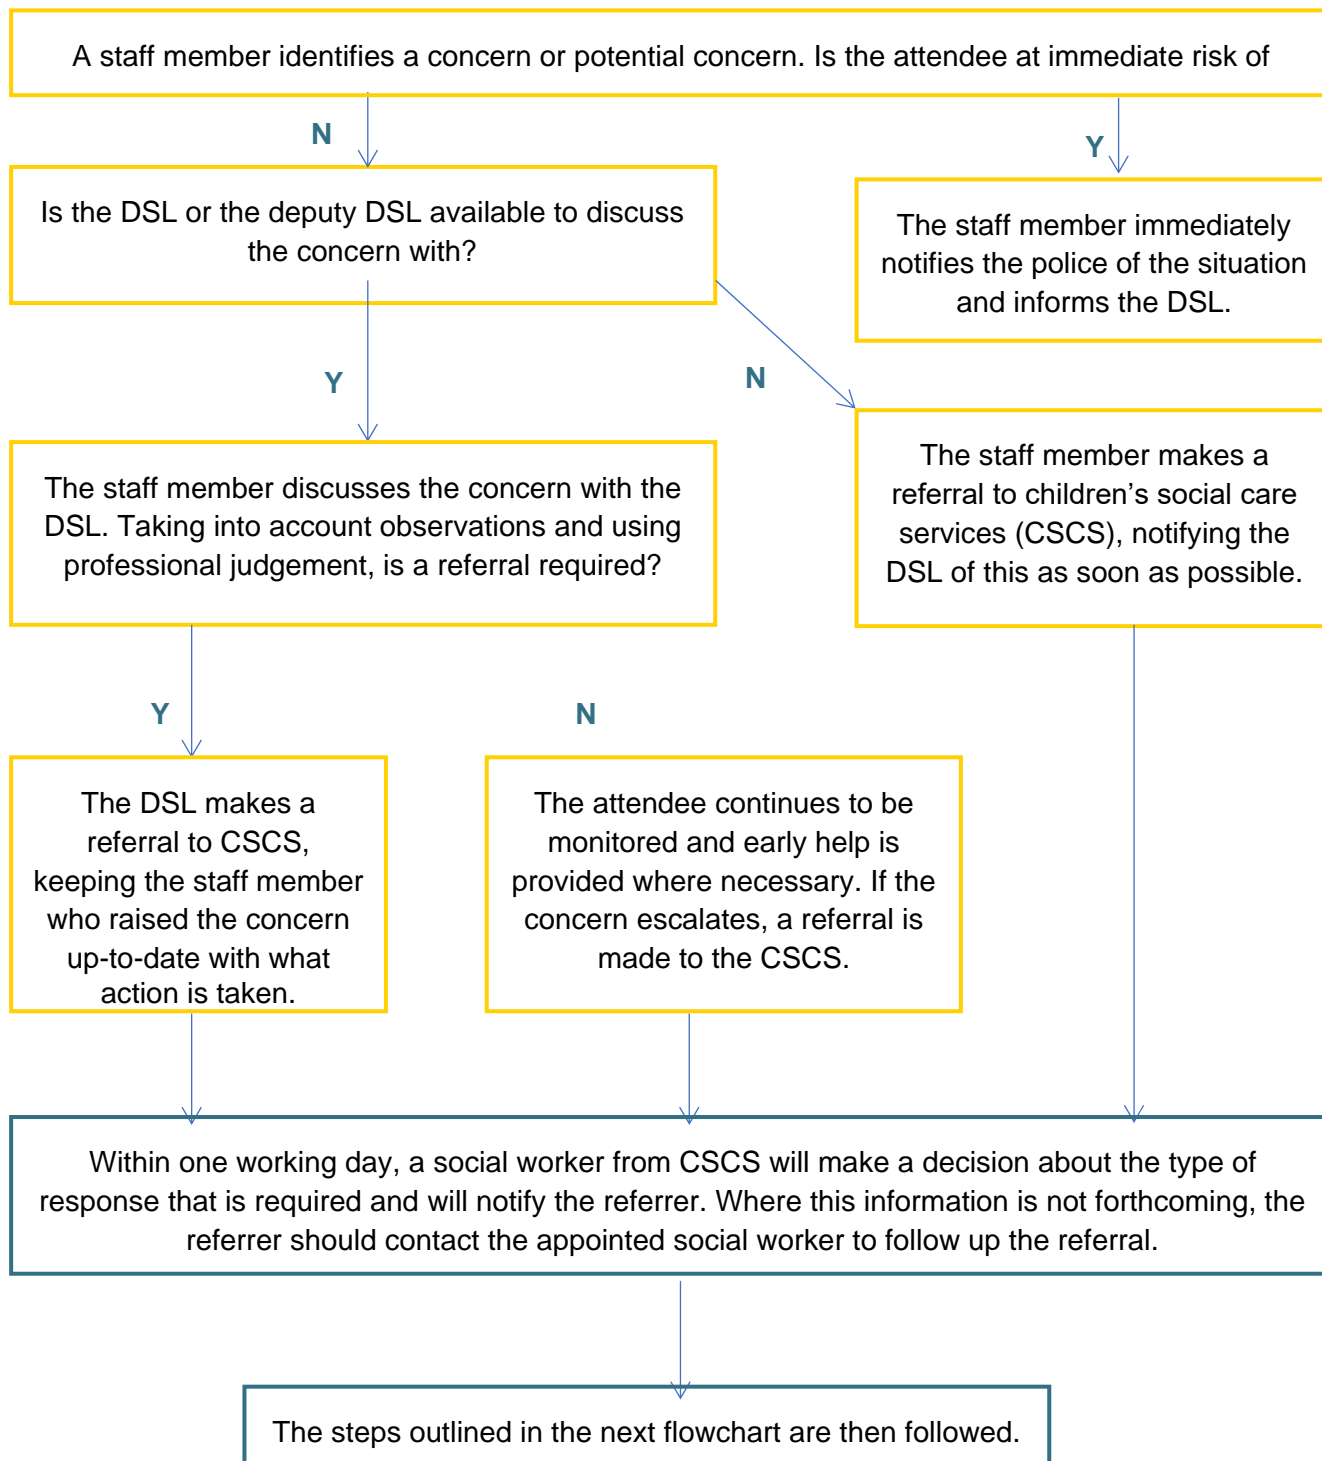 A staff member identifies a concern or potential concern. Is the attendee at immediate risk of
N
Y
Is the DSL or the deputy DSL available to discuss
the concern with?
The staff member immediately
notifies the police of the situation
and informs the DSL.
Y
N
The staff member discusses the concern with the
DSL. Taking into account observations and using
professional judgement, is a referral required?
The staff member makes a
referral to children’s social care
services (CSCS), notifying the
DSL of this as soon as possible.
Y
N
The DSL makes a
referral to CSCS,
keeping the staff member
who raised the concern
up-to-date with what
action is taken.
The attendee continues to be
monitored and early help is
provided where necessary. If the
concern escalates, a referral is
made to the CSCS.
Within one working day, a social worker from CSCS will make a decision about the type of
response that is required and will notify the referrer. Where this information is not forthcoming, the
referrer should contact the appointed social worker to follow up the referral.
The steps outlined in the next flowchart are then followed.